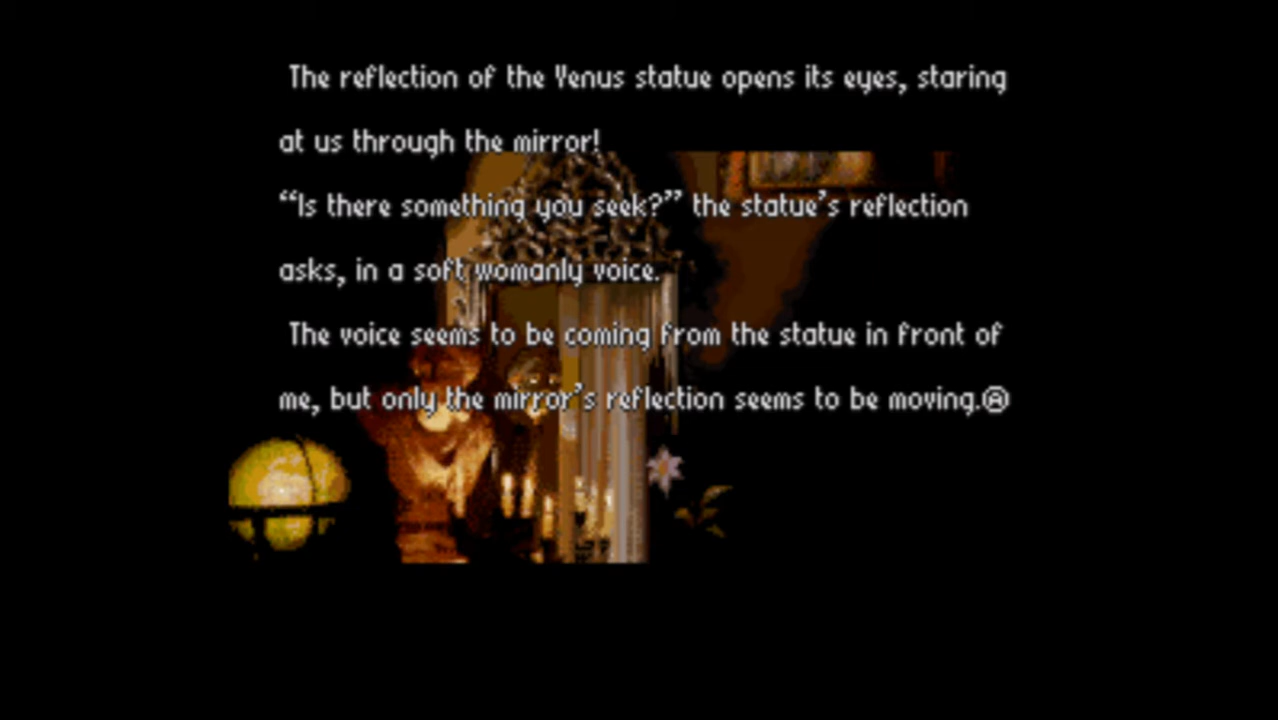 The reflection of the Venus statue opens its eyes, staring
at us through the mirror!
“Is there something you seek?” the statue’s reflection
asks, in a soft womanly voice.
The voice seems to be coming from the statue in front of
me, but only the mirror’s reflection seems to be moving.